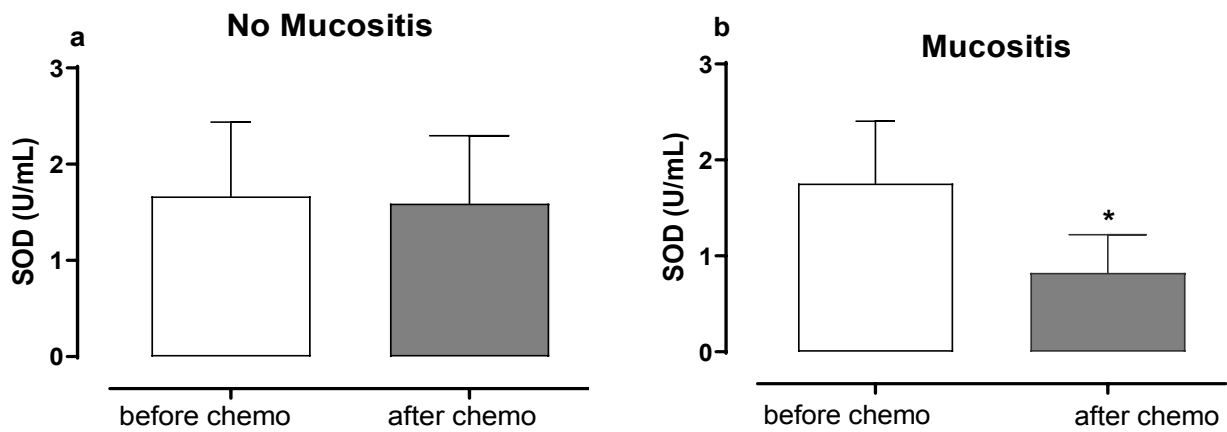 a
No Mucositis
3
2
1
0
SOD (U/mL)
before chemo
after chemo
b
Mucositis
3
2
1
0
SOD (U/mL)
*
before chemo
after chemo